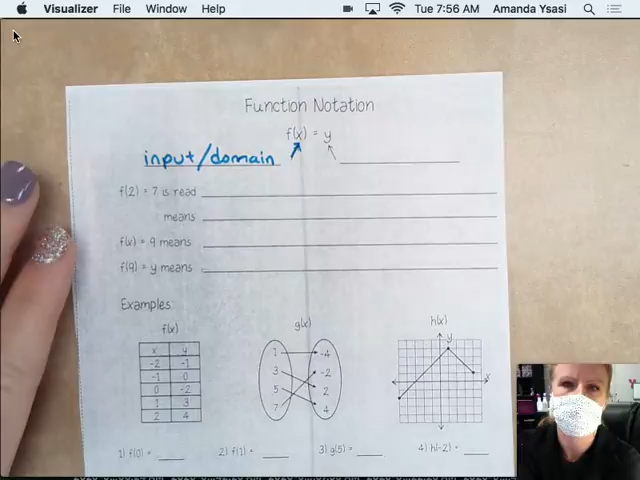 Visualizer File Window Help Tue 7:56 AM Amanda Ysasi
Function Notation
f(x) = y
input/domain
f(2) = 7 is read
means
f(x) = 9 means
f(9) = y means
Examples:
f(x) g(x) h(x)
x y
-2 -1
-1 0
0 -2
1 3
2 4
1 -4
3 -2
5 2
7 4
y
x
1) f(0) = 2) f(1) = 3) g(5) = 4) h(-2) =